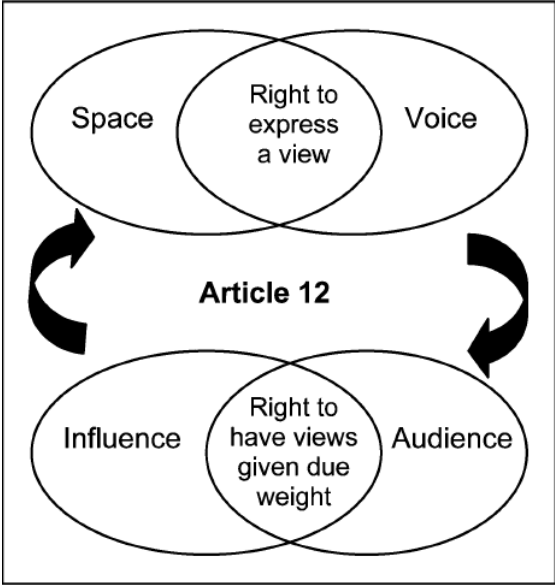 Space
Right to
express
a view
Voice
Article 12
Influence
Right to
have views
given due
weight
Audience